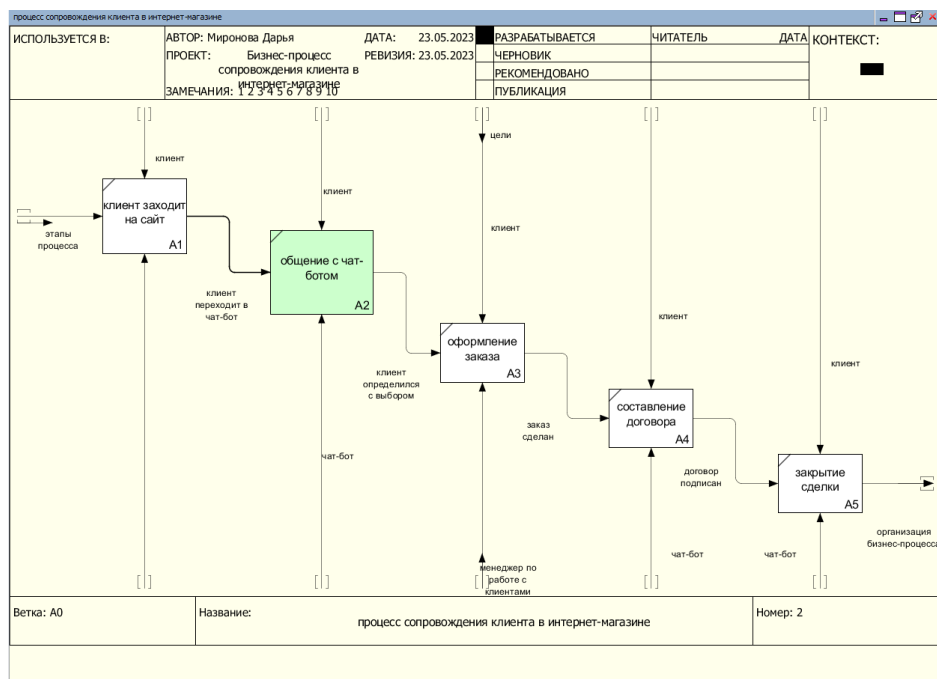 процесс сопровождения клиента в интернет-магазине
ИСПОЛЬЗУЕТСЯ В:
АВТОР: Миронова Дарья
ДАТА: 23.05.2023
РАЗРАБАТЫВАЕТСЯ
ЧИТАТЕЛЬ
ДАТА
КОНТЕКСТ:
ПРОЕКТ: Бизнес-процесс
сопровождения клиента в
интернет-магазине
РЕВИЗИЯ: 23.05.2023
ЧЕРНОВИК
РЕКОМЕНДОВАНО
ЗАМЕЧАНИЯ: 1 2 3 4 5 6 7 8 9 10
ПУБЛИКАЦИЯ
цели
клиент
клиент
клиент заходит
на сайт
A1
клиент
этапы
процесса
общение с чат-
ботом
A2
клиент
переходит в
чат-бот
клиент
оформление
заказа
A3
клиент
клиент
определился
с выбором
составление
договора
A4
заказ
сделан
чат-бот
закрытие
сделки
A5
договор
подписан
организация
бизнес-процесса
чат-бот
чат-бот
менеджер по
работе с
клиентами
Ветка: A0
Название:
процесс сопровождения клиента в интернет-магазине
Номер: 2